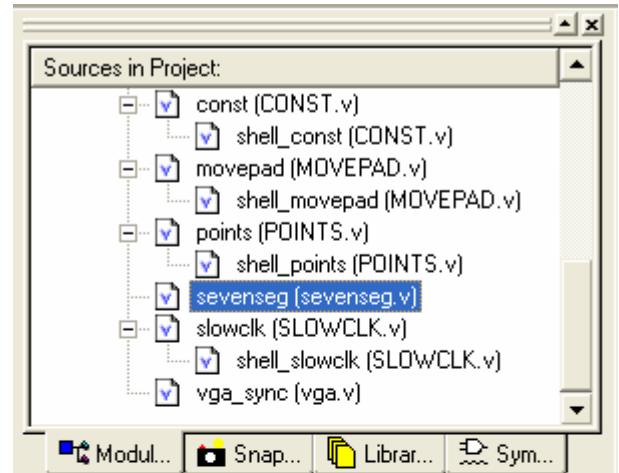 Sources in Project:
const (CONST.v)
shell_const (CONST.v)
movepad (MOVEPAD.v)
shell_movepad (MOVEPAD.v)
points (POINTS.v)
shell_points (POINTS.v)
sevenseg (sevenseg.v)
slowclk (SLOWCLK.v)
shell_slowclk (SLOWCLK.v)
vga_sync (vga.v)
Modul... Snap... Librar... Sym...